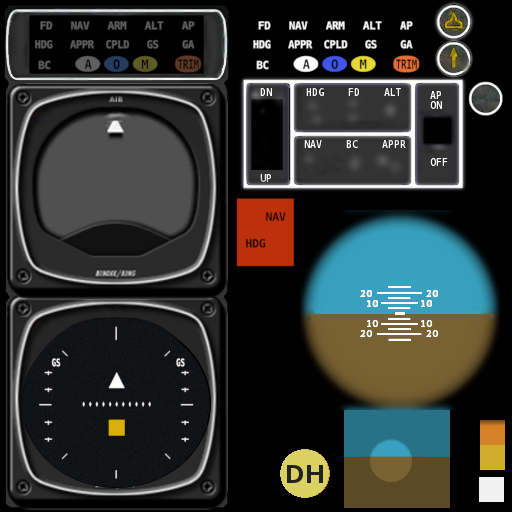 FD NAV ARM ALT AP
HDG APPR CPLD GS GA
BC A O M TRIM
FD NAV ARM ALT AP
HDG APPR CPLD GS GA
BC A O M TRIM
DN HDG FD ALT AP
ON
NAV BC APPR
UP OFF
AIR
BENDIX/KING
NAV
HDG
20 20
10 10
10 10
20 20
GS GS
DH